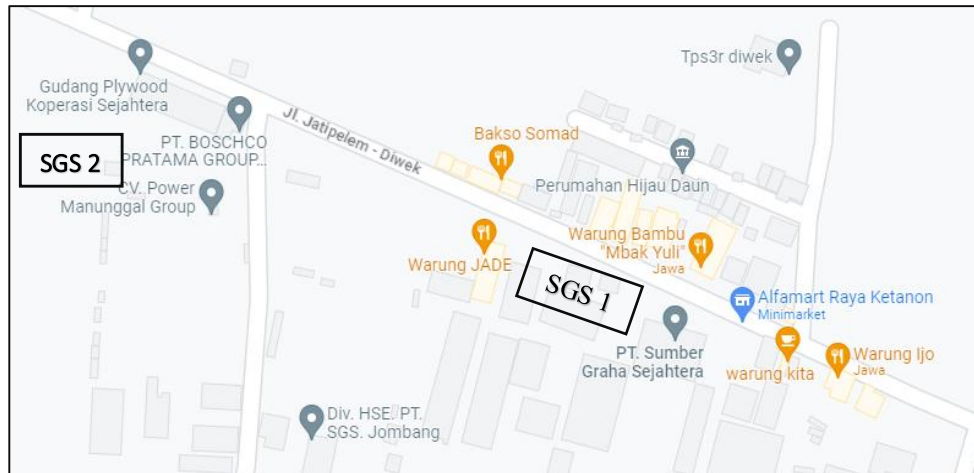 Tps3r diwek
Gudang Plywood
Koperasi Sejahtera
PT. BOSCHCO
PRATAMA GROUP...
SGS 2
CV. Power
Manunggal Group
Jl. Jatipelem - Diwek
Bakso Somad
Perumahan Hijau Daun
Warung Bambu
"Mbak Yuli"
Jawa
Warung JADE
SGS 1
Alfamart Raya Ketanon
Minimarket
PT. Sumber
Graha Sejahtera
warung kita
Warung Ijo
Jawa
Div. HSE. PT.
SGS. Jombang